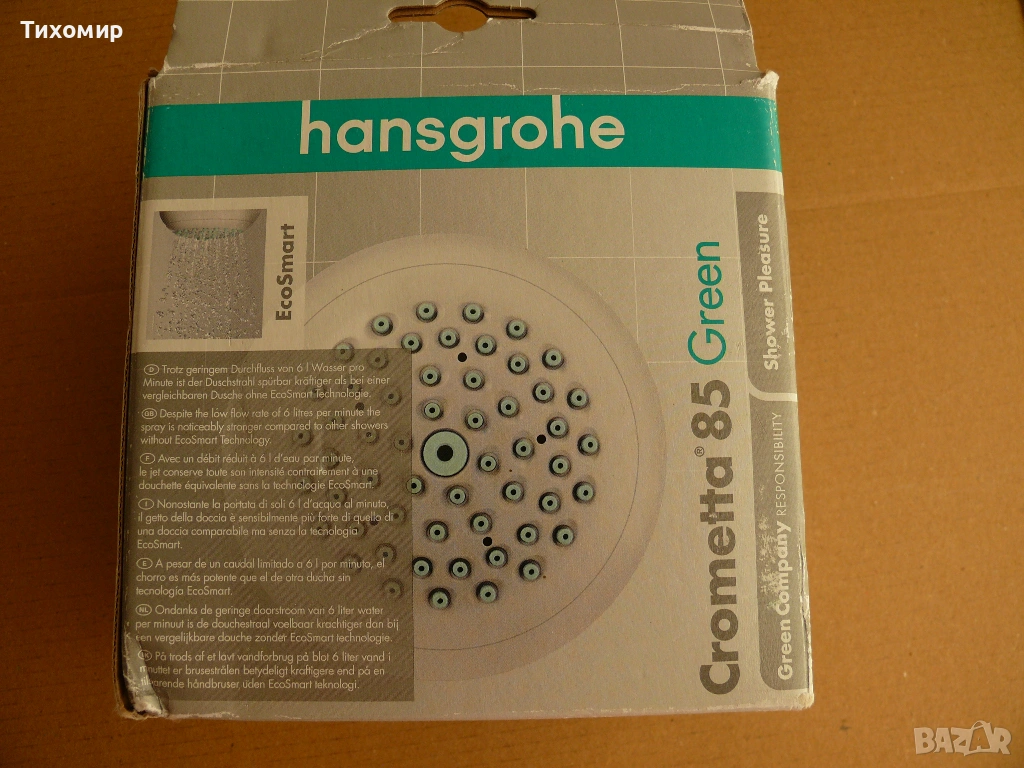 Тихомир
hansgrohe
EcoSmart
D Trotz geringem Durchfluss von 6 l Wasser pro
Minute ist der Duschstrahl spürbar kräftiger als bei einer
vergleichbaren Dusche ohne EcoSmart Technologie.
GB Despite the low flow rate of 6 litres per minute the
spray is noticeably stronger compared to other showers
without EcoSmart Technology.
F Avec un débit réduit à 6 l d'eau par minute,
le jet conserve toute son intensité contrairement à une
douchette équivalente sans la technologie EcoSmart.
I Nonostante la portata di soli 6 l d'acqua al minuto,
il getto della doccia è sensibilmente più forte di quello di
una doccia comparabile ma senza la tecnologia
EcoSmart.
E A pesar de un caudal limitado a 6 l por minuto, el
chorro es más potente que el de otra ducha sin
tecnología EcoSmart.
NL Ondanks de geringe doorstroom van 6 liter water
per minuut is de douchestraal voelbaar krachtiger dan bij
een vergelijkbare douche zonder EcoSmart technologie.
DK På trods af et lavt vandforbrug på blot 6 liter vand i
minuttet er brusestrålen betydeligt kraftigere end på en
tilsvarende håndbruser uden EcoSmart teknologi.
Crometta® 85 Green
Shower Pleasure
Green Company RESPONSIBILITY
BAZAR